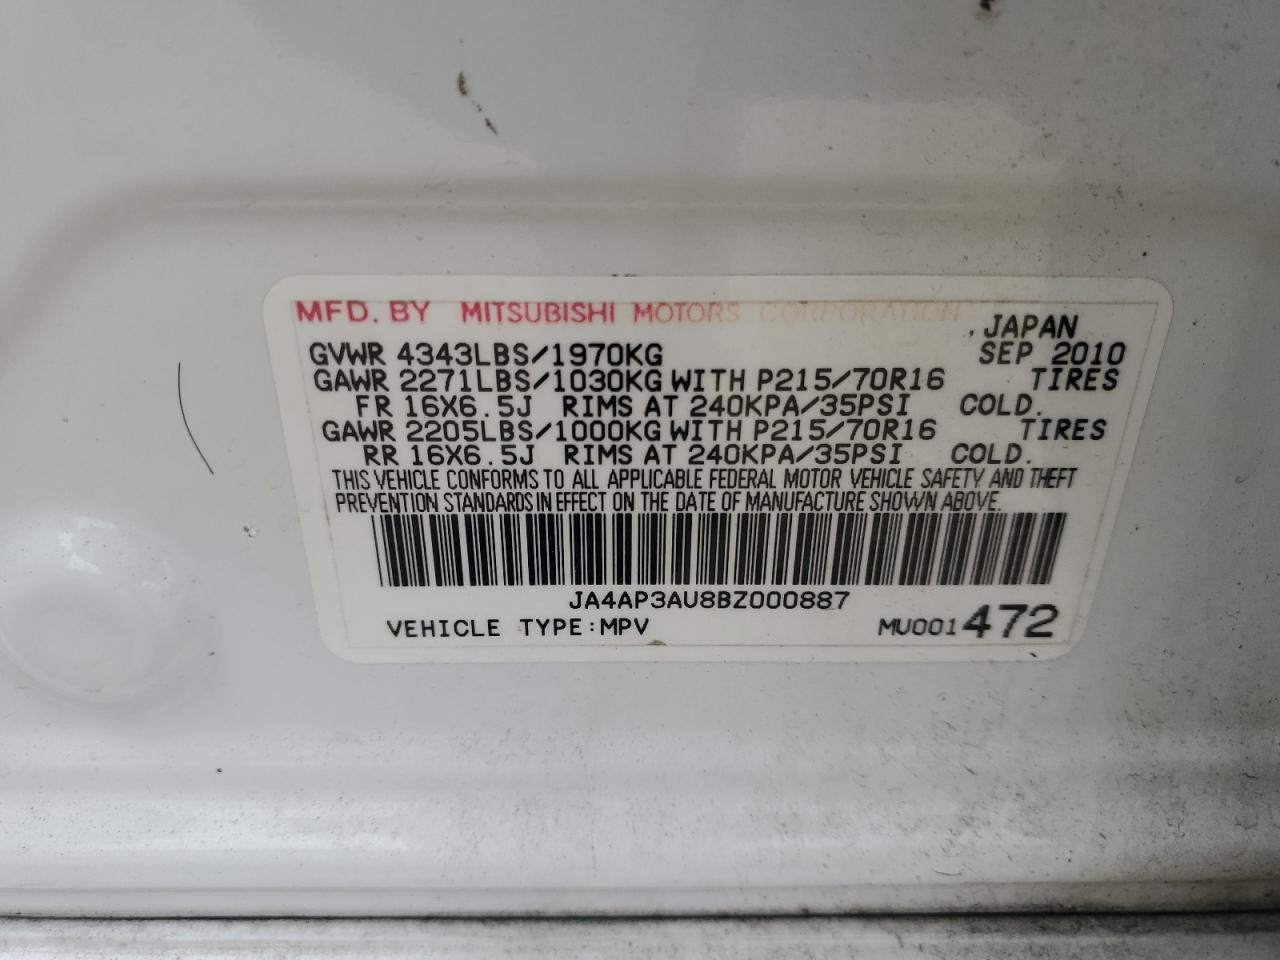 MFD. BY MITSUBISHI MOTORS CORPORATION , JAPAN
GVWR 4343LBS/1970KG SEP 2010
GAWR 2271LBS/1030KG WITH P215/70R16 TIRES
FR 16X6.5J RIMS AT 240KPA/35PSI COLD.
GAWR 2205LBS/1000KG WITH P215/70R16 TIRES
RR 16X6.5J RIMS AT 240KPA/35PSI COLD.
THIS VEHICLE CONFORMS TO ALL APPLICABLE FEDERAL MOTOR VEHICLE SAFETY AND THEFT
PREVENTION STANDARDS IN EFFECT ON THE DATE OF MANUFACTURE SHOWN ABOVE.
JA4AP3AU8BZ000887
VEHICLE TYPE:MPV MU001472